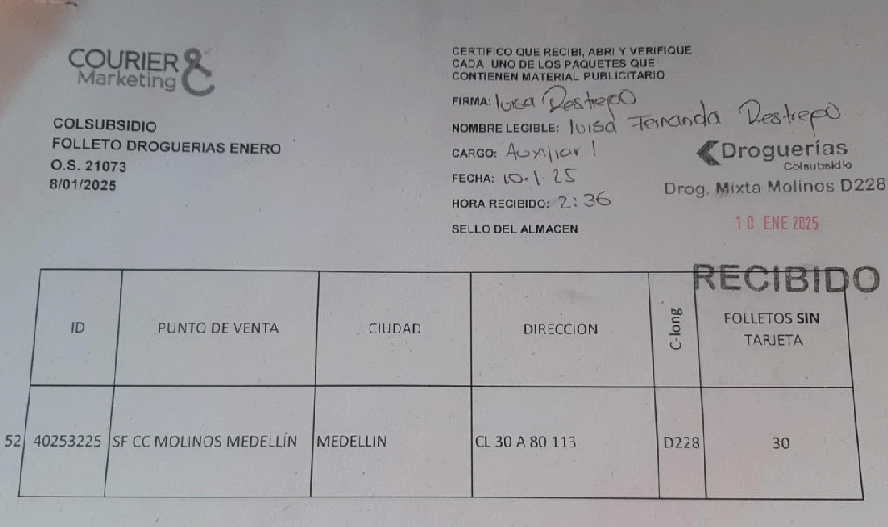 COURIER &
Marketing
COLSUBSIDIO
FOLLETO DROGUERIAS ENERO
O.S. 21073
8/01/2025
CERTIFICO QUE RECIBI, ABRI Y VERIFIQUE
CADA UNO DE LOS PAQUETES QUE
CONTIENEN MATERIAL PUBLICITARIO
FIRMA: luisa Restrepo
NOMBRE LEGIBLE: luisa Fernanda Restrepo
CARGO: Auxiliar 1
FECHA: 10.1.25
HORA RECIBIDO: 2:36
SELLO DEL ALMACEN
Droguerías
Colsubsidio
Drog. Mixta Molinos D228
10 ENE 2025
RECIBIDO
ID PUNTO DE VENTA CIUDAD DIRECCION C-long FOLLETOS SIN TARJETA
52 40253225 SF CC MOLINOS MEDELLÍN MEDELLIN CL 30 A 80 113 D228 30